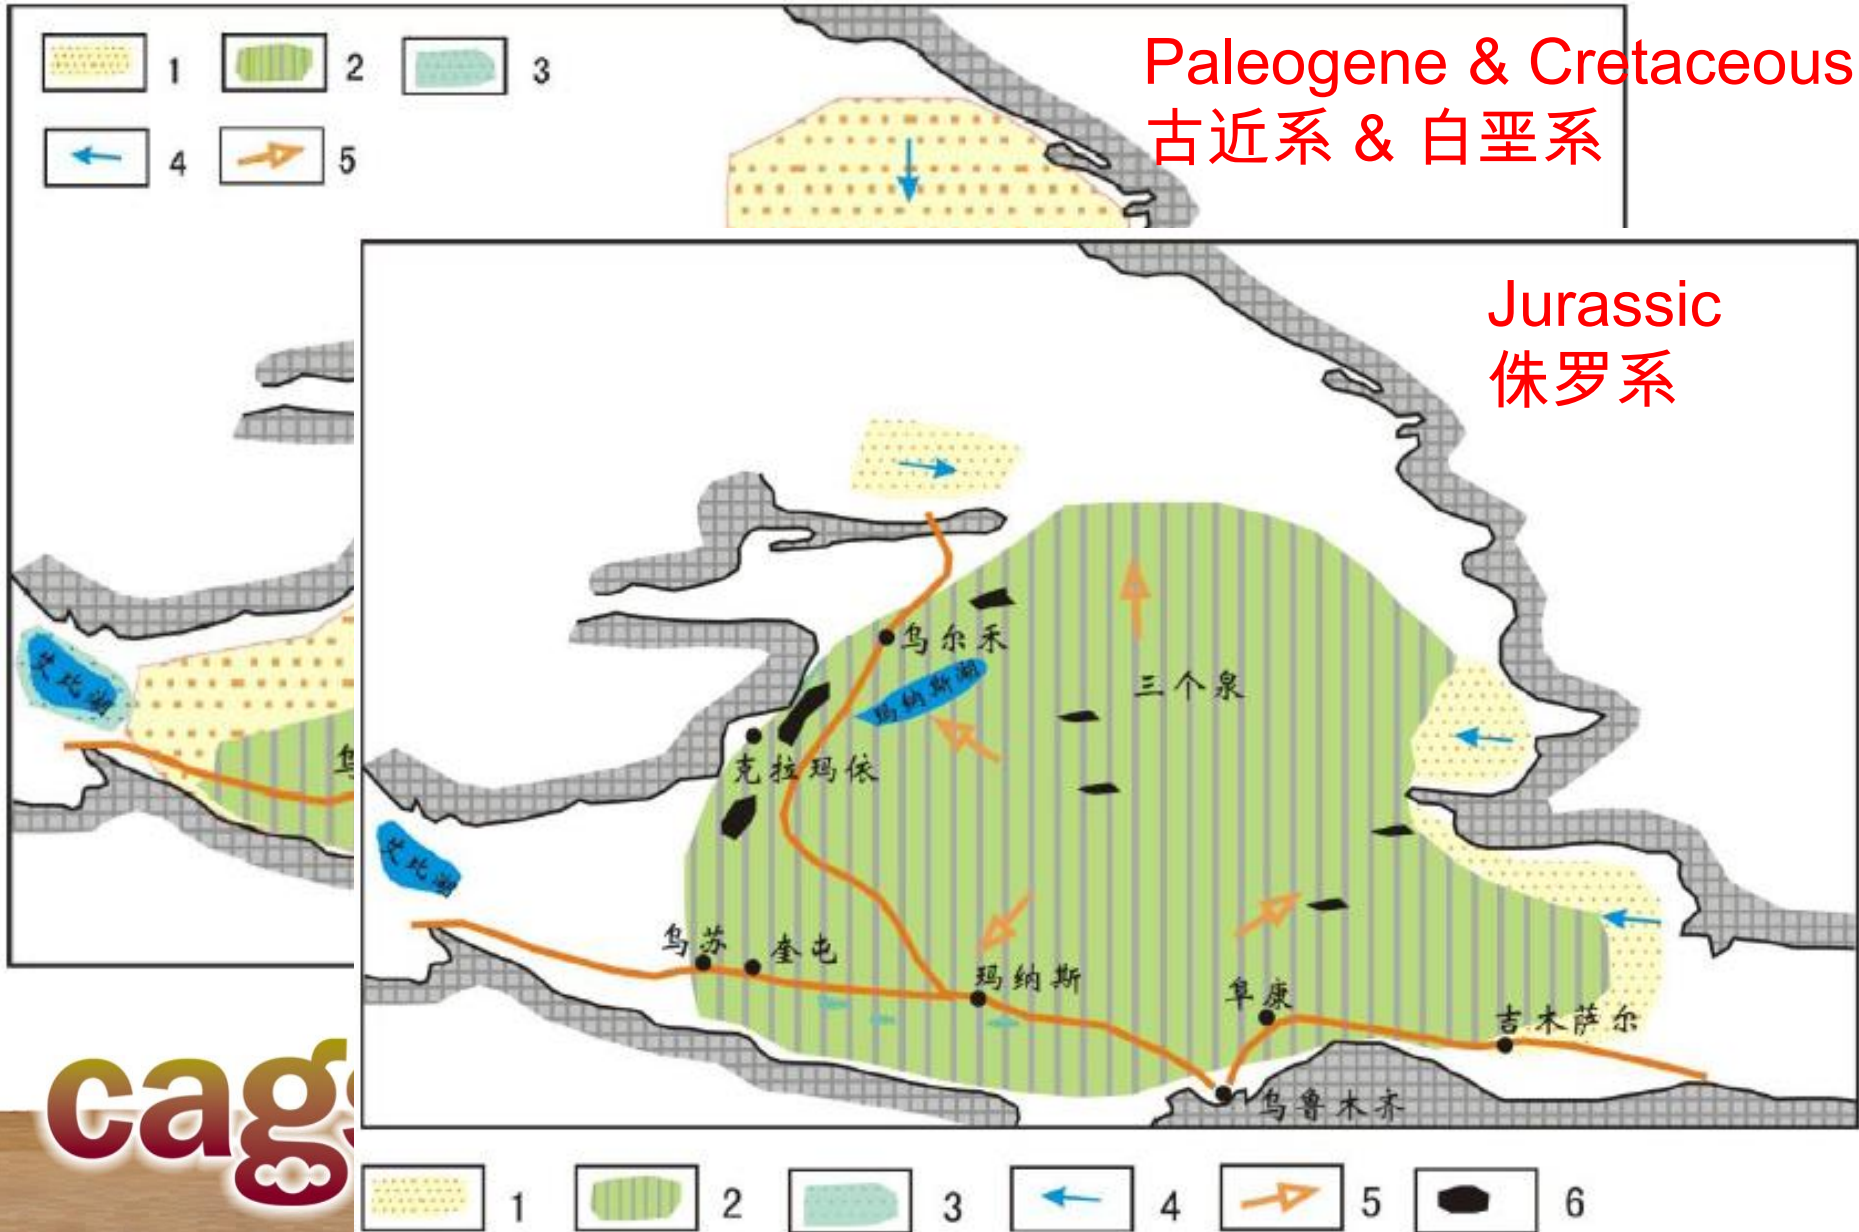 1 2 3
4 5
Paleogene & Cretaceous
古近系 & 白垩系
Jurassic
侏罗系
乌尔禾
玛纳斯湖
三个泉
克拉玛依
艾比湖
乌
艾比湖
乌苏
奎屯
玛纳斯
阜康
吉木萨尔
乌鲁木齐
cags
1 2 3 4 5 6